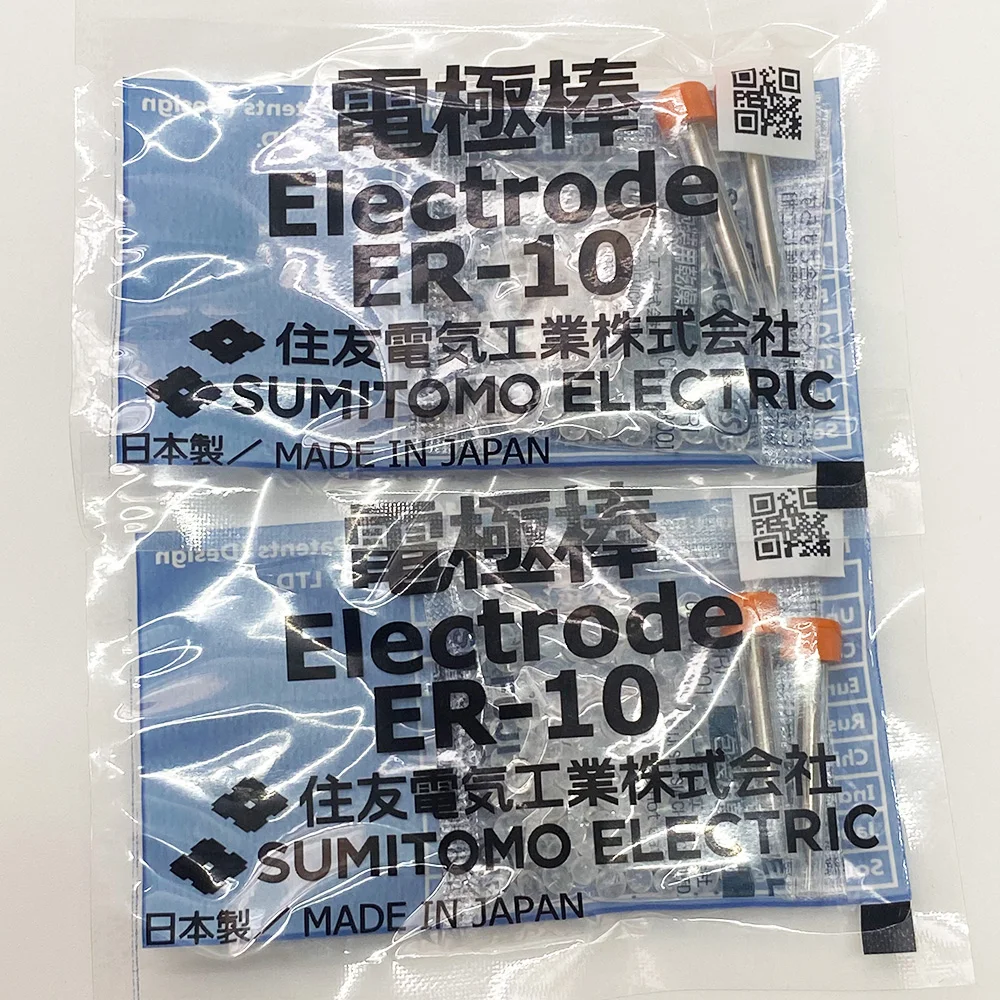 電極棒
Electrode
ER-10
住友電気工業株式会社
SUMITOMO ELECTRIC
日本製／ MADE IN JAPAN
電極棒
Electrode
ER-10
住友電気工業株式会社
SUMITOMO ELECTRIC
日本製／ MADE IN JAPAN